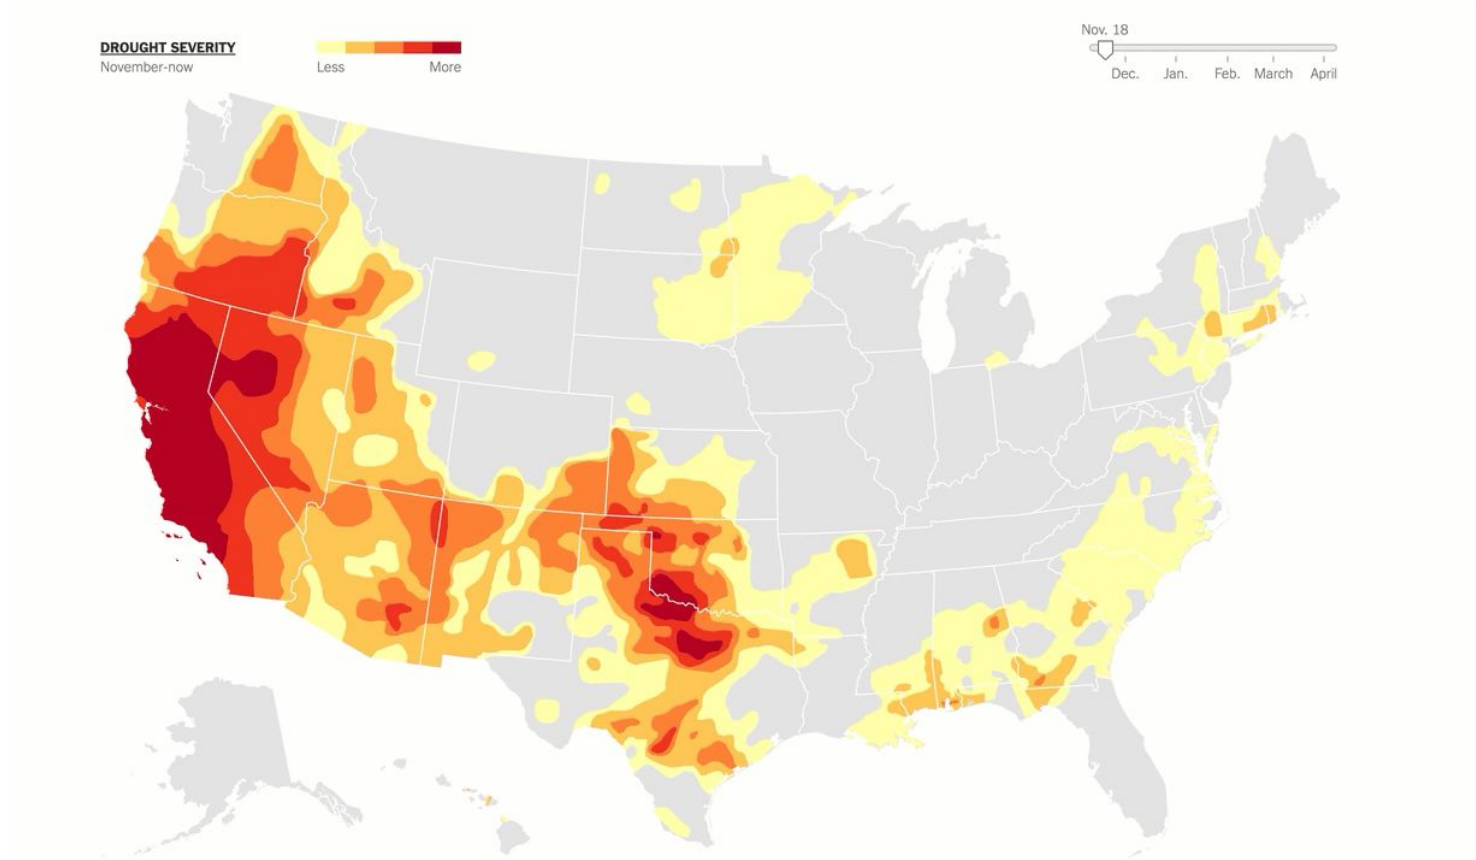 DROUGHT SEVERITY
November-now
Less More
Nov. 18
Dec. Jan. Feb. March April